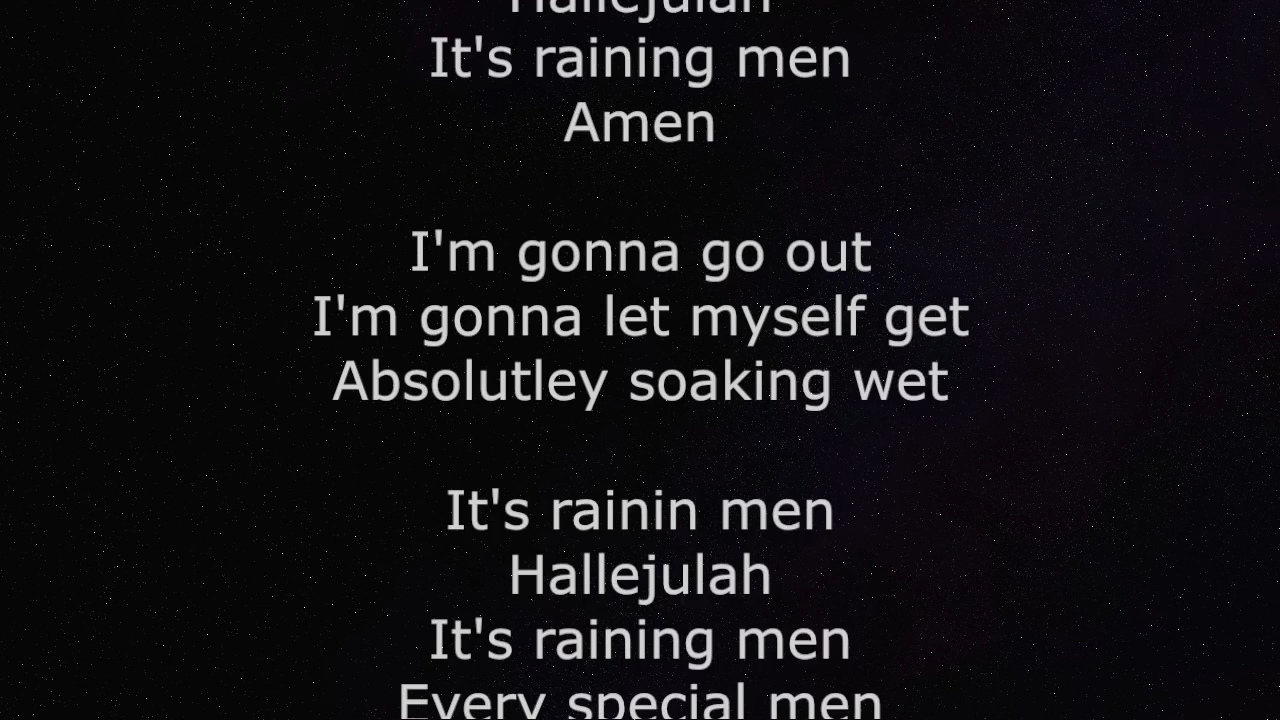 Hallejulah
It's raining men
Amen
I'm gonna go out
I'm gonna let myself get
Absolutley soaking wet
It's rainin men
Hallejulah
It's raining men
Every special men